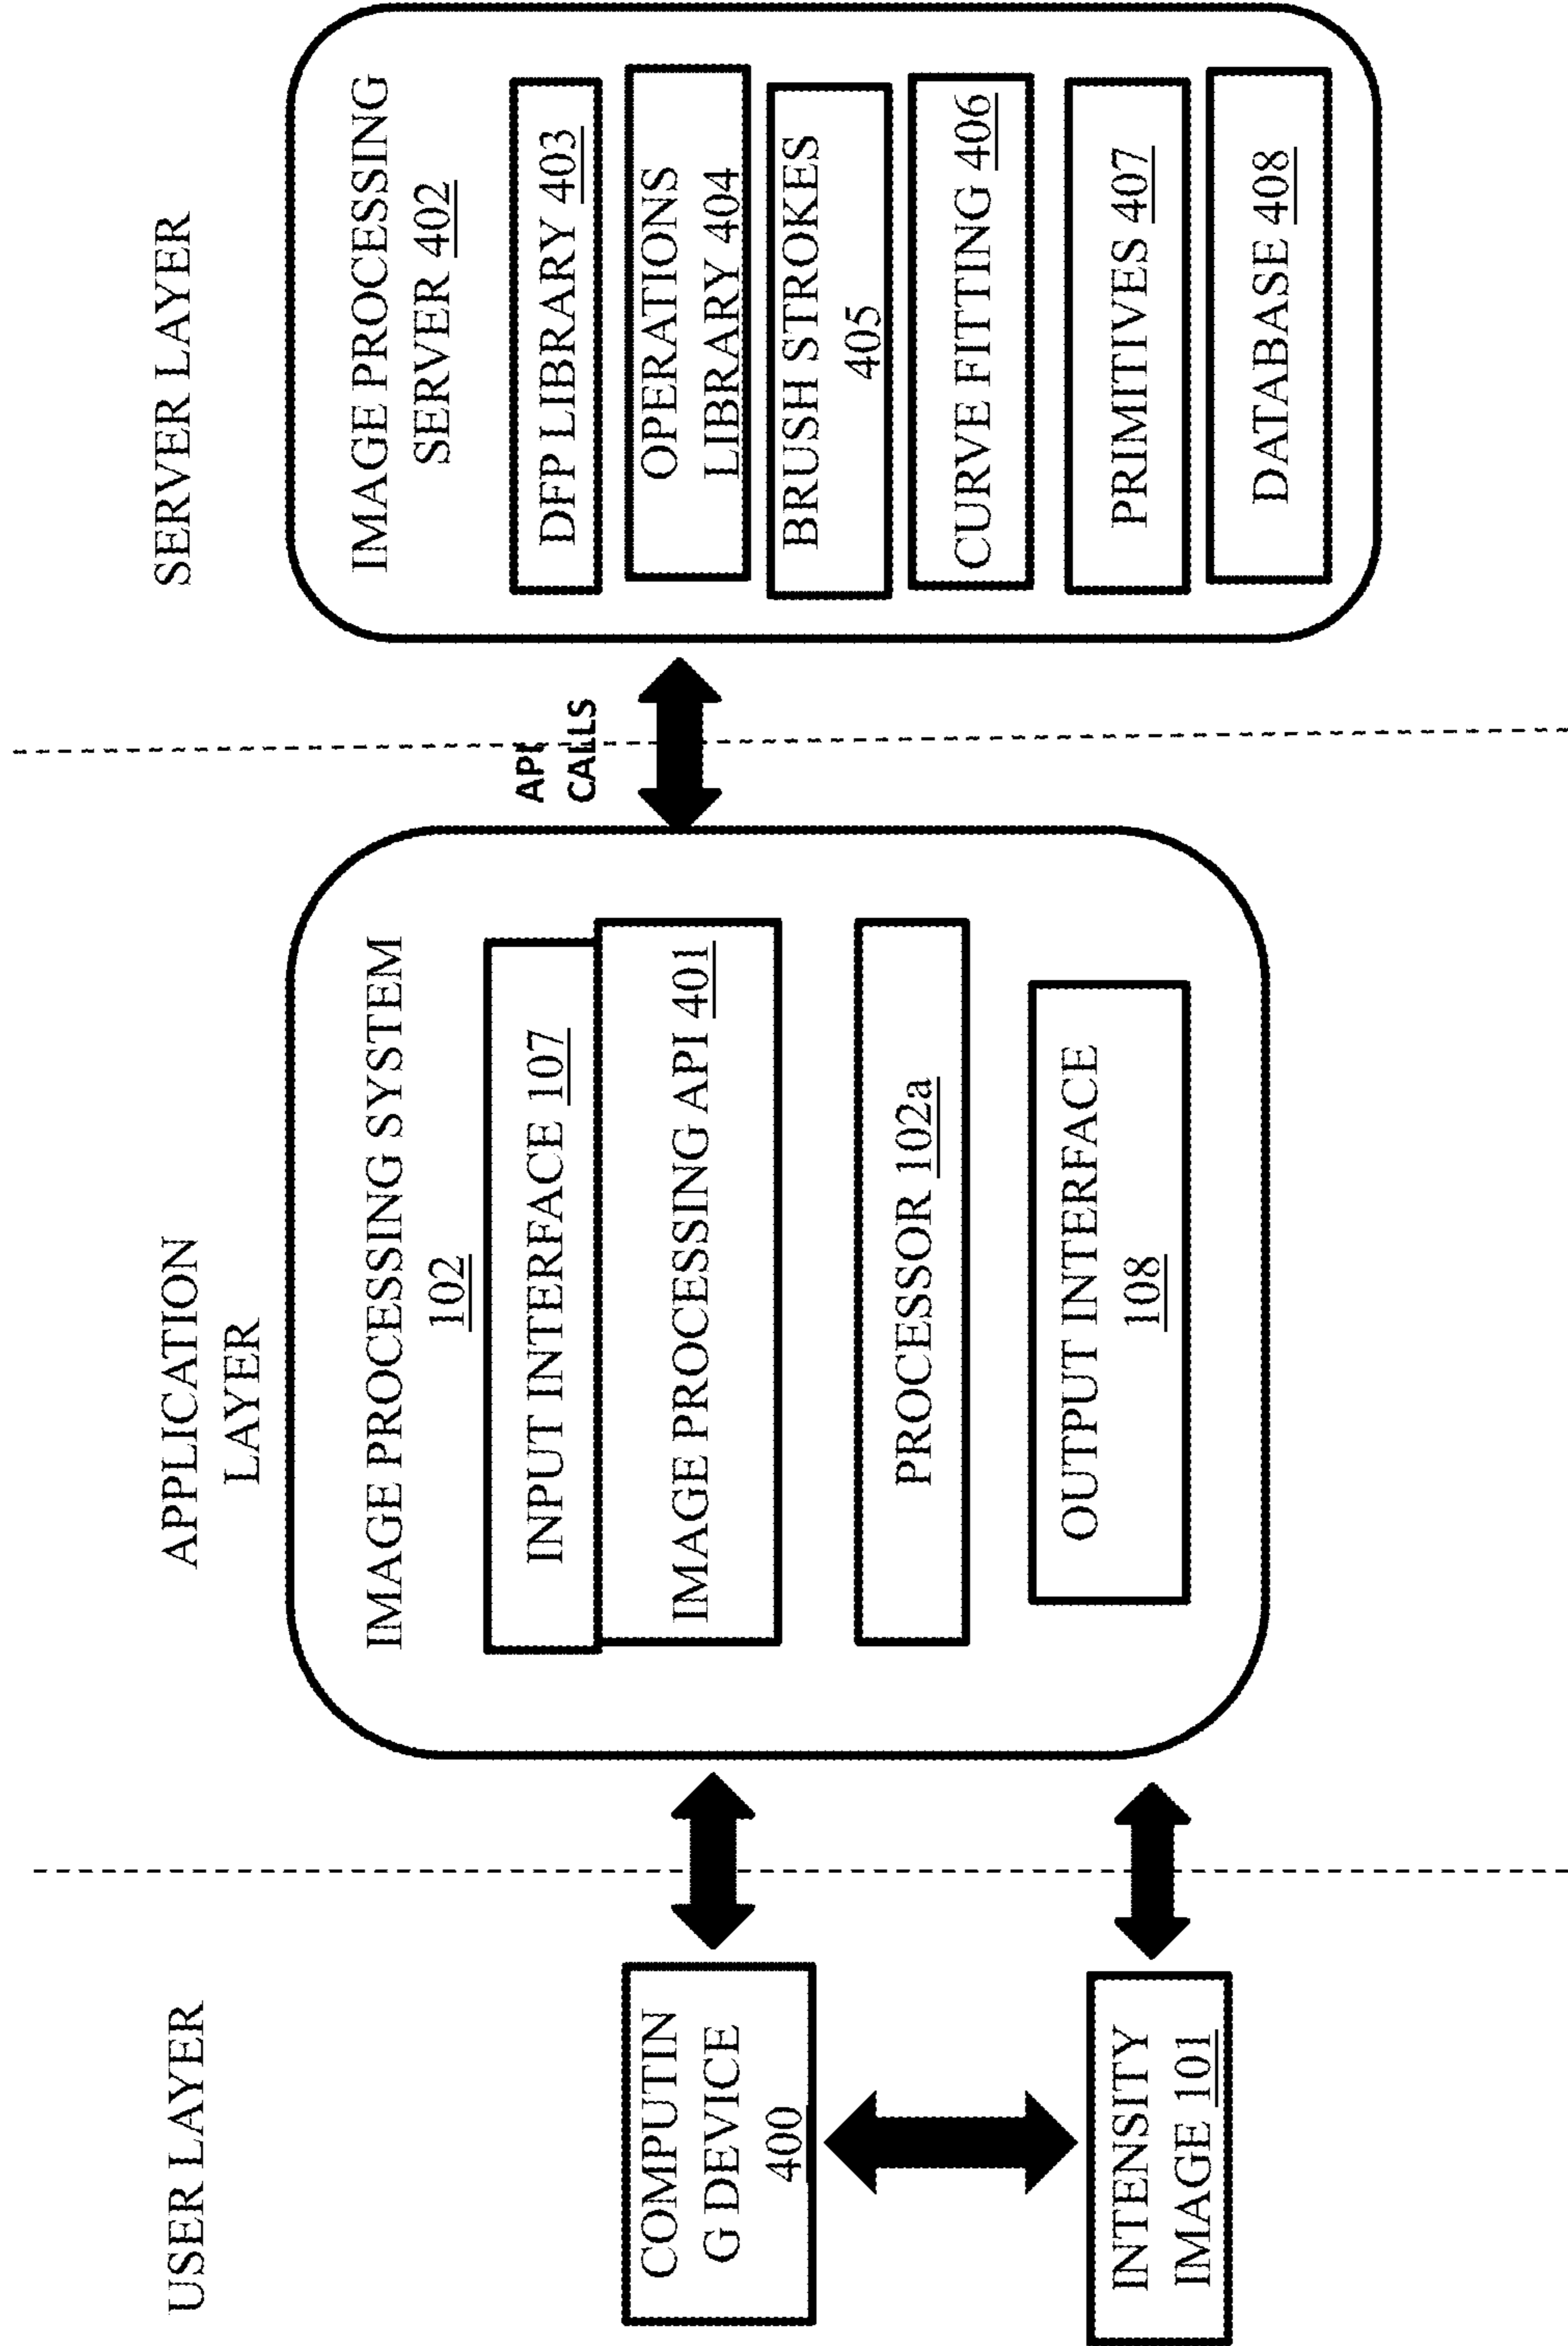 USER LAYER
COMPUTIN
G DEVICE
400
INTENSITY
IMAGE 101
APPLICATION
LAYER
IMAGE PROCESSING SYSTEM
102
INPUT INTERFACE 107
IMAGE PROCESSING API 401
PROCESSOR 102a
OUTPUT INTERFACE
108
API
CALLS
SERVER LAYER
IMAGE PROCESSING
SERVER 402
DFP LIBRARY 403
OPERATIONS
LIBRARY 404
BRUSH STROKES
405
CURVE FITTING 406
PRIMITIVES 407
DATABASE 408